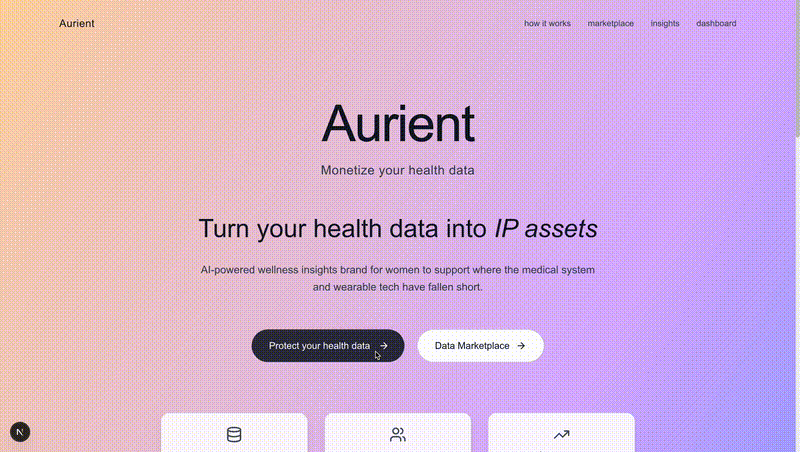 Aurient
how it works marketplace insights dashboard
Aurient
Monetize your health data
Turn your health data into IP assets
AI-powered wellness insights brand for women to support where the medical system
and wearable tech have fallen short.
Protect your health data
Data Marketplace
N